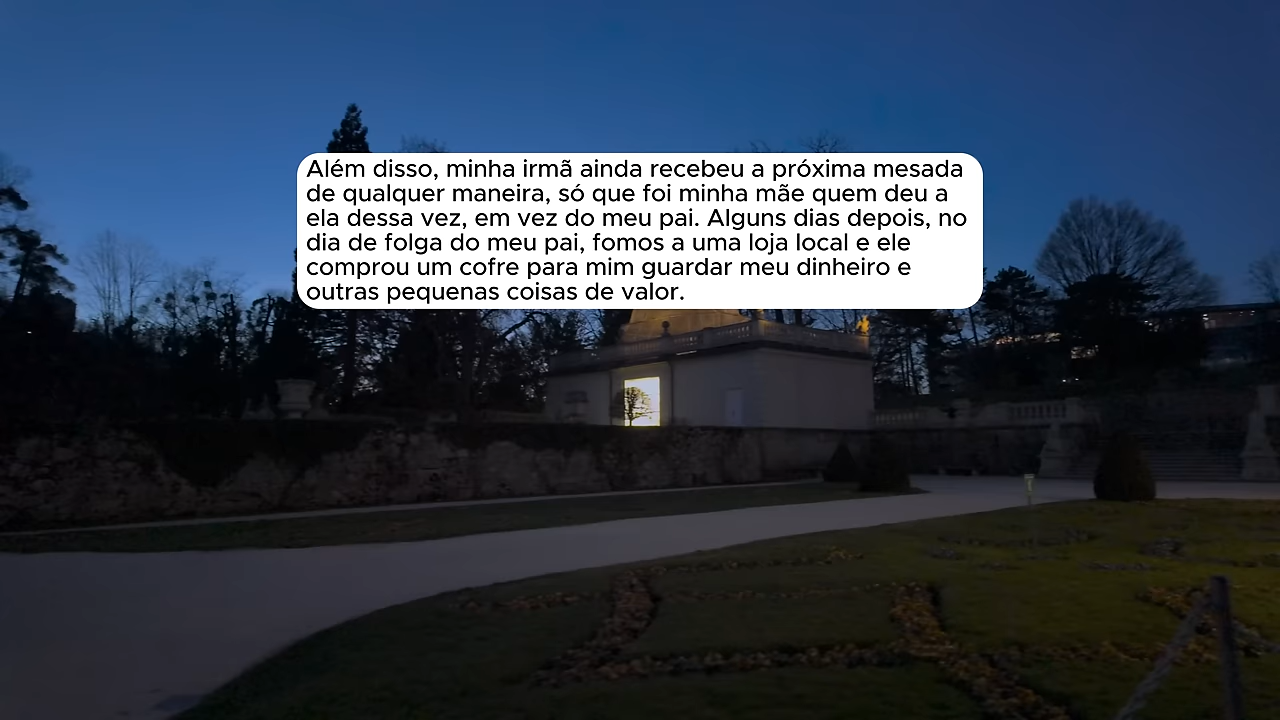 Além disso, minha irmã ainda recebeu a próxima mesada
de qualquer maneira, só que foi minha mãe quem deu a
ela dessa vez, em vez do meu pai. Alguns dias depois, no
dia de folga do meu pai, fomos a uma loja local e ele
comprou um cofre para mim guardar meu dinheiro e
outras pequenas coisas de valor.